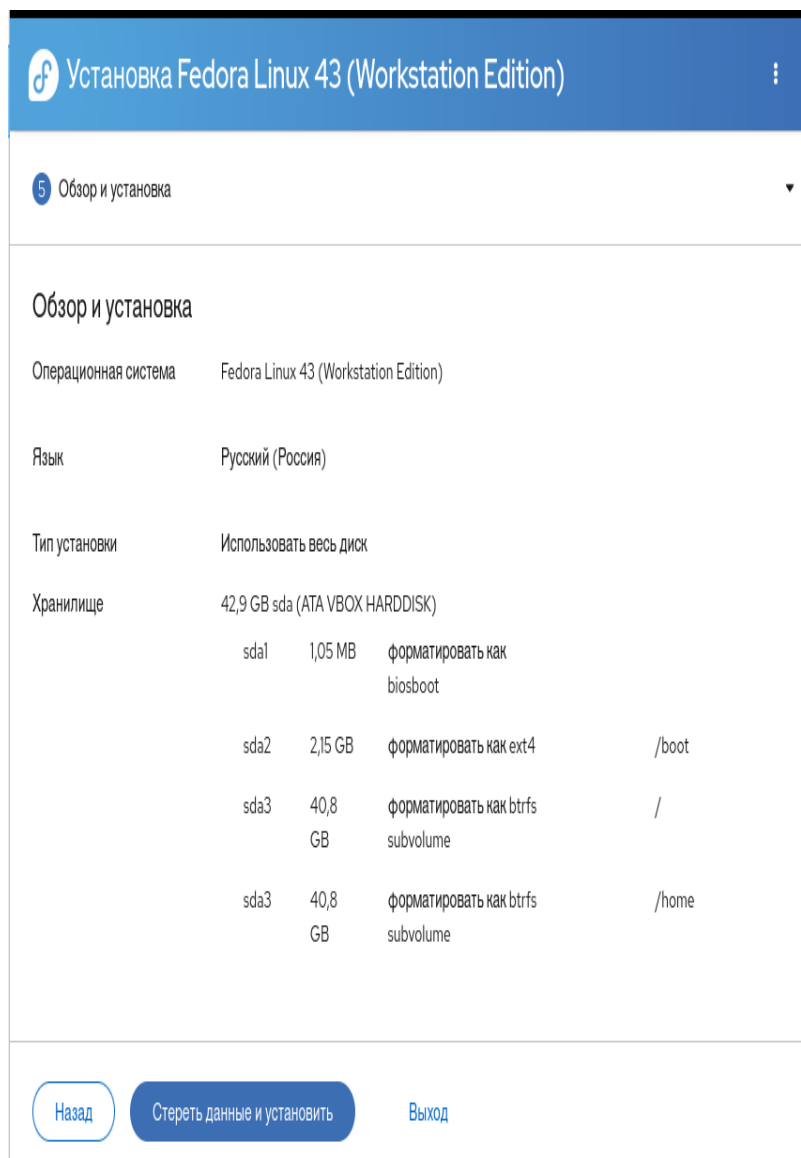 Установка Fedora Linux 43 (Workstation Edition)
5 Обзор и установка
Обзор и установка
Операционная система Fedora Linux 43 (Workstation Edition)
Язык Русский (Россия)
Тип установки Использовать весь диск
Хранилище 42,9 GB sda (ATA VBOX HARDDISK)
sda1 1,05 MB форматировать как
biosboot
sda2 2,15 GB форматировать как ext4 /boot
sda3 40,8 форматировать как btrfs /
GB subvolume
sda3 40,8 форматировать как btrfs /home
GB subvolume
Назад Стереть данные и установить Выход